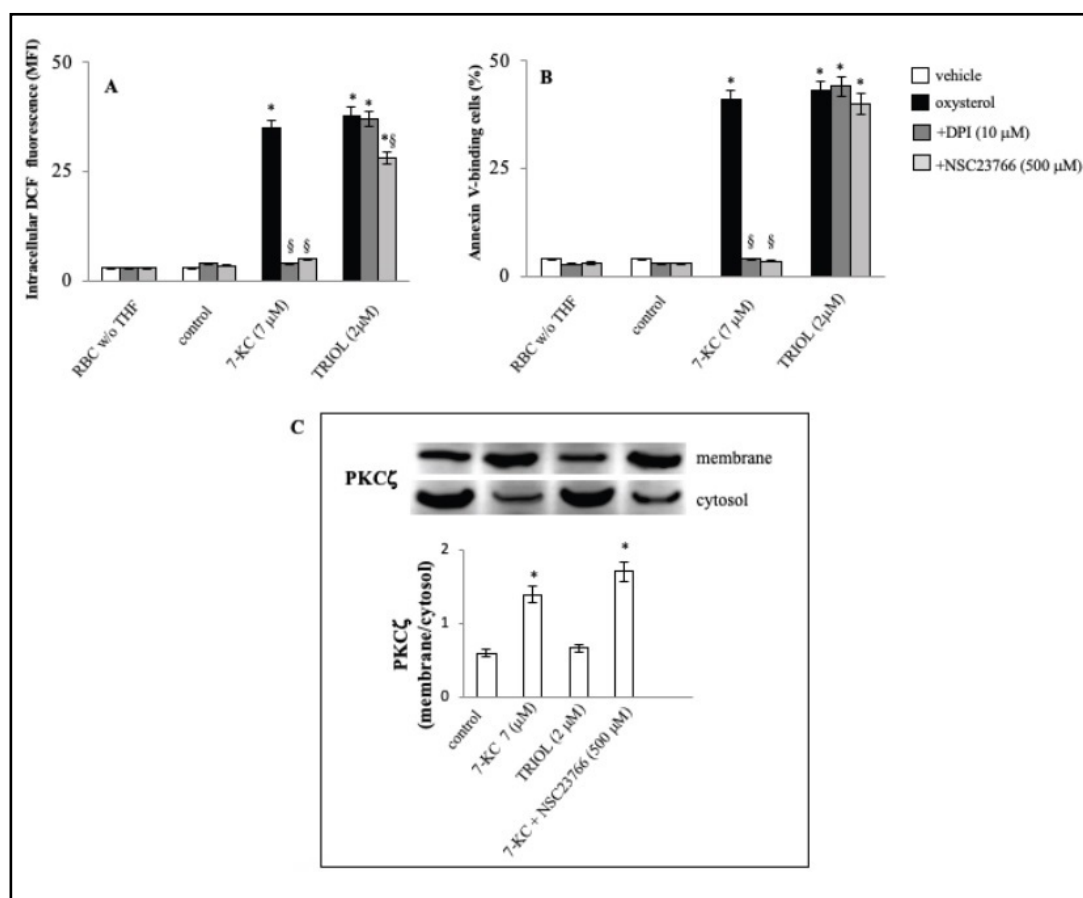 A
Intracellular DCF fluorescence (MFI)
50
25
0
* * *
*§
§ §
RBC w/o THF
control
7-KC (7 μM)
TRIOL (2μM)
B
Annexin V-binding cells (%)
50
25
0
* * * *
§ §
RBC w/o THF
control
7-KC (7 μM)
TRIOL (2μM)
vehicle
oxysterol
+DPI (10 μM)
+NSC23766 (500 μM)
C
PKCζ
membrane
cytosol
PKCζ
(membrane/cytosol)
2
1
0
* *
control
7-KC 7 (μM)
TRIOL (2 μM)
7-KC + NSC23766 (500 μM)